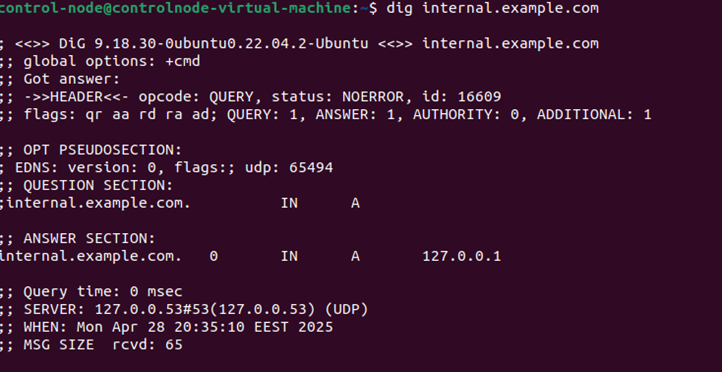 control-node@controlnode-virtual-machine:~$ dig internal.example.com
; <<>> DiG 9.18.30-0ubuntu0.22.04.2-Ubuntu <<>> internal.example.com
;; global options: +cmd
;; Got answer:
;; ->>HEADER<<- opcode: QUERY, status: NOERROR, id: 16609
;; flags: qr aa rd ra ad; QUERY: 1, ANSWER: 1, AUTHORITY: 0, ADDITIONAL: 1
;; OPT PSEUDOSECTION:
; EDNS: version: 0, flags:; udp: 65494
;; QUESTION SECTION:
;internal.example.com. IN A
;; ANSWER SECTION:
internal.example.com. 0 IN A 127.0.0.1
;; Query time: 0 msec
;; SERVER: 127.0.0.53#53(127.0.0.53) (UDP)
;; WHEN: Mon Apr 28 20:35:10 EEST 2025
;; MSG SIZE rcvd: 65